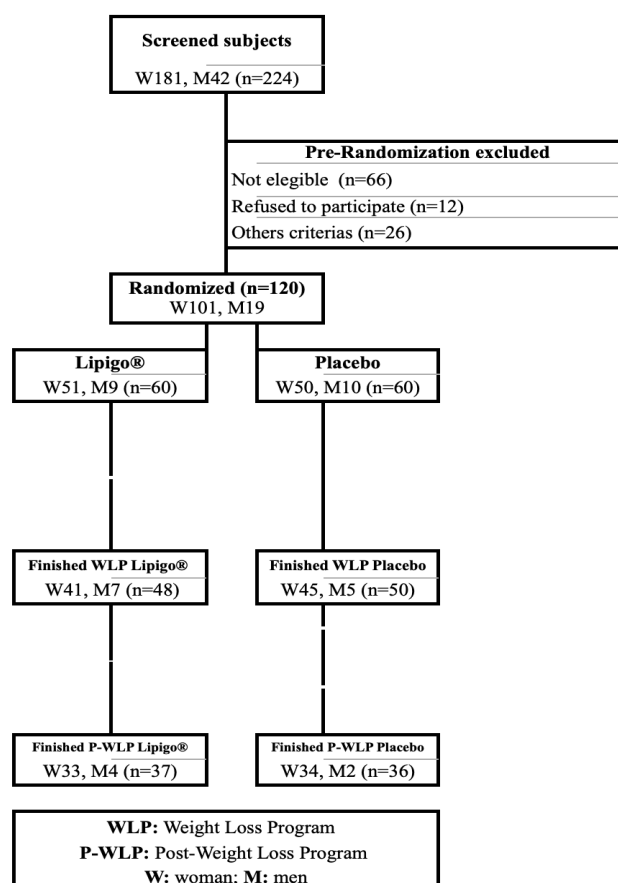 Screened subjects
W181, M42 (n=224)
Pre-Randomization excluded
Not elegible (n=66)
Refused to participate (n=12)
Others criterias (n=26)
Randomized (n=120)
W101, M19
Lipigo®
W51, M9 (n=60)
Placebo
W50, M10 (n=60)
Finished WLP Lipigo®
W41, M7 (n=48)
Finished WLP Placebo
W45, M5 (n=50)
Finished P-WLP Lipigo®
W33, M4 (n=37)
Finished P-WLP Placebo
W34, M2 (n=36)
WLP: Weight Loss Program
P-WLP: Post-Weight Loss Program
W: woman; M: men